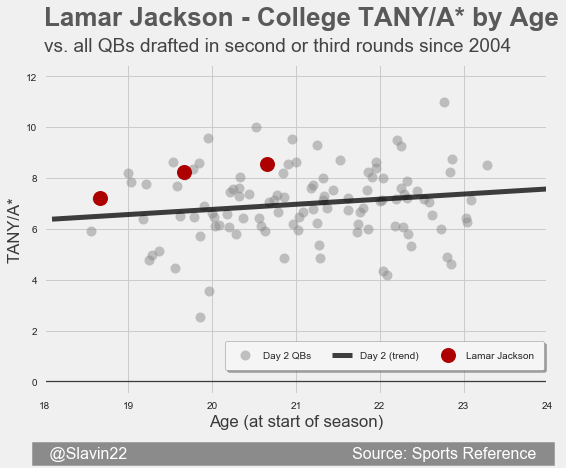 Lamar Jackson - College TANY/A* by Age
vs. all QBs drafted in second or third rounds since 2004
12
10
8
6
4
2
0
TANY/A*
Day 2 QBs
Day 2 (trend)
Lamar Jackson
18 19 20 21 22 23 24
Age (at start of season)
@Slavin22
Source: Sports Reference